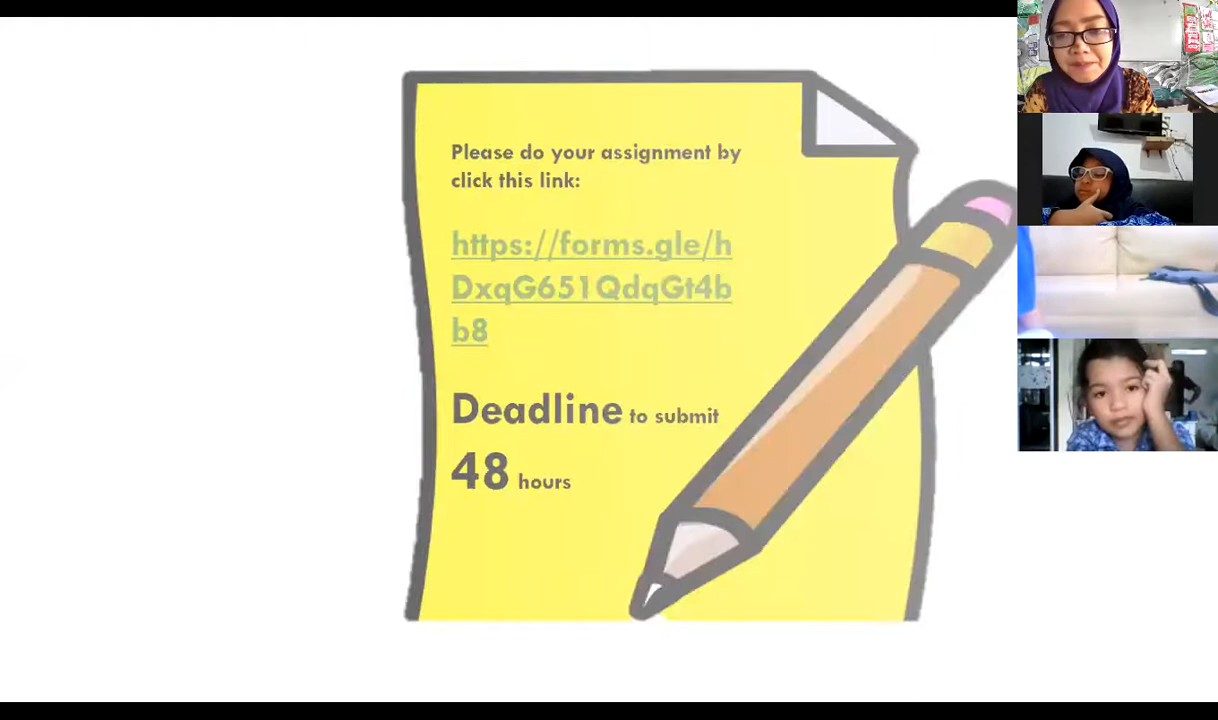 Please do your assignment by
click this link:
https://forms.gle/h
DxqG651QdqGt4b
b8
Deadline to submit
48 hours